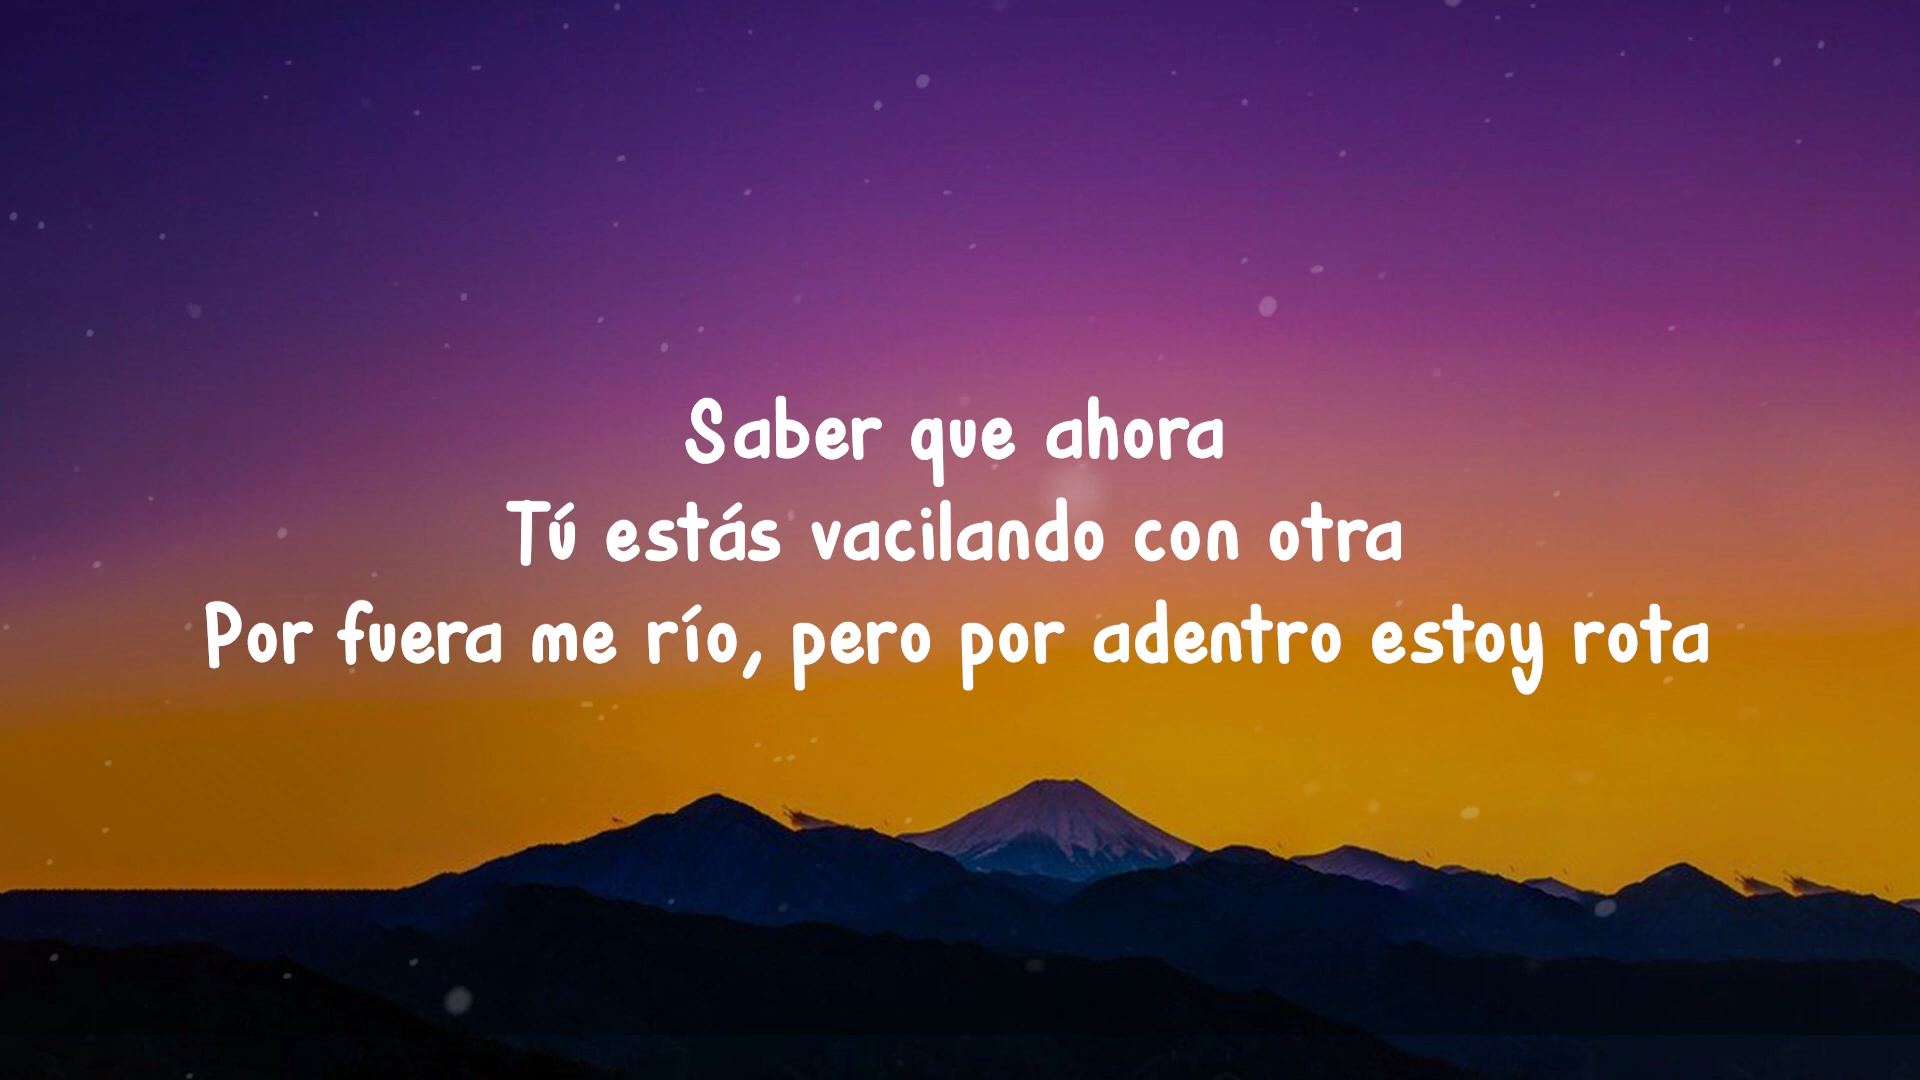 Saber que ahora
Tú estás vacilando con otra
Por fuera me río, pero por adentro estoy rota